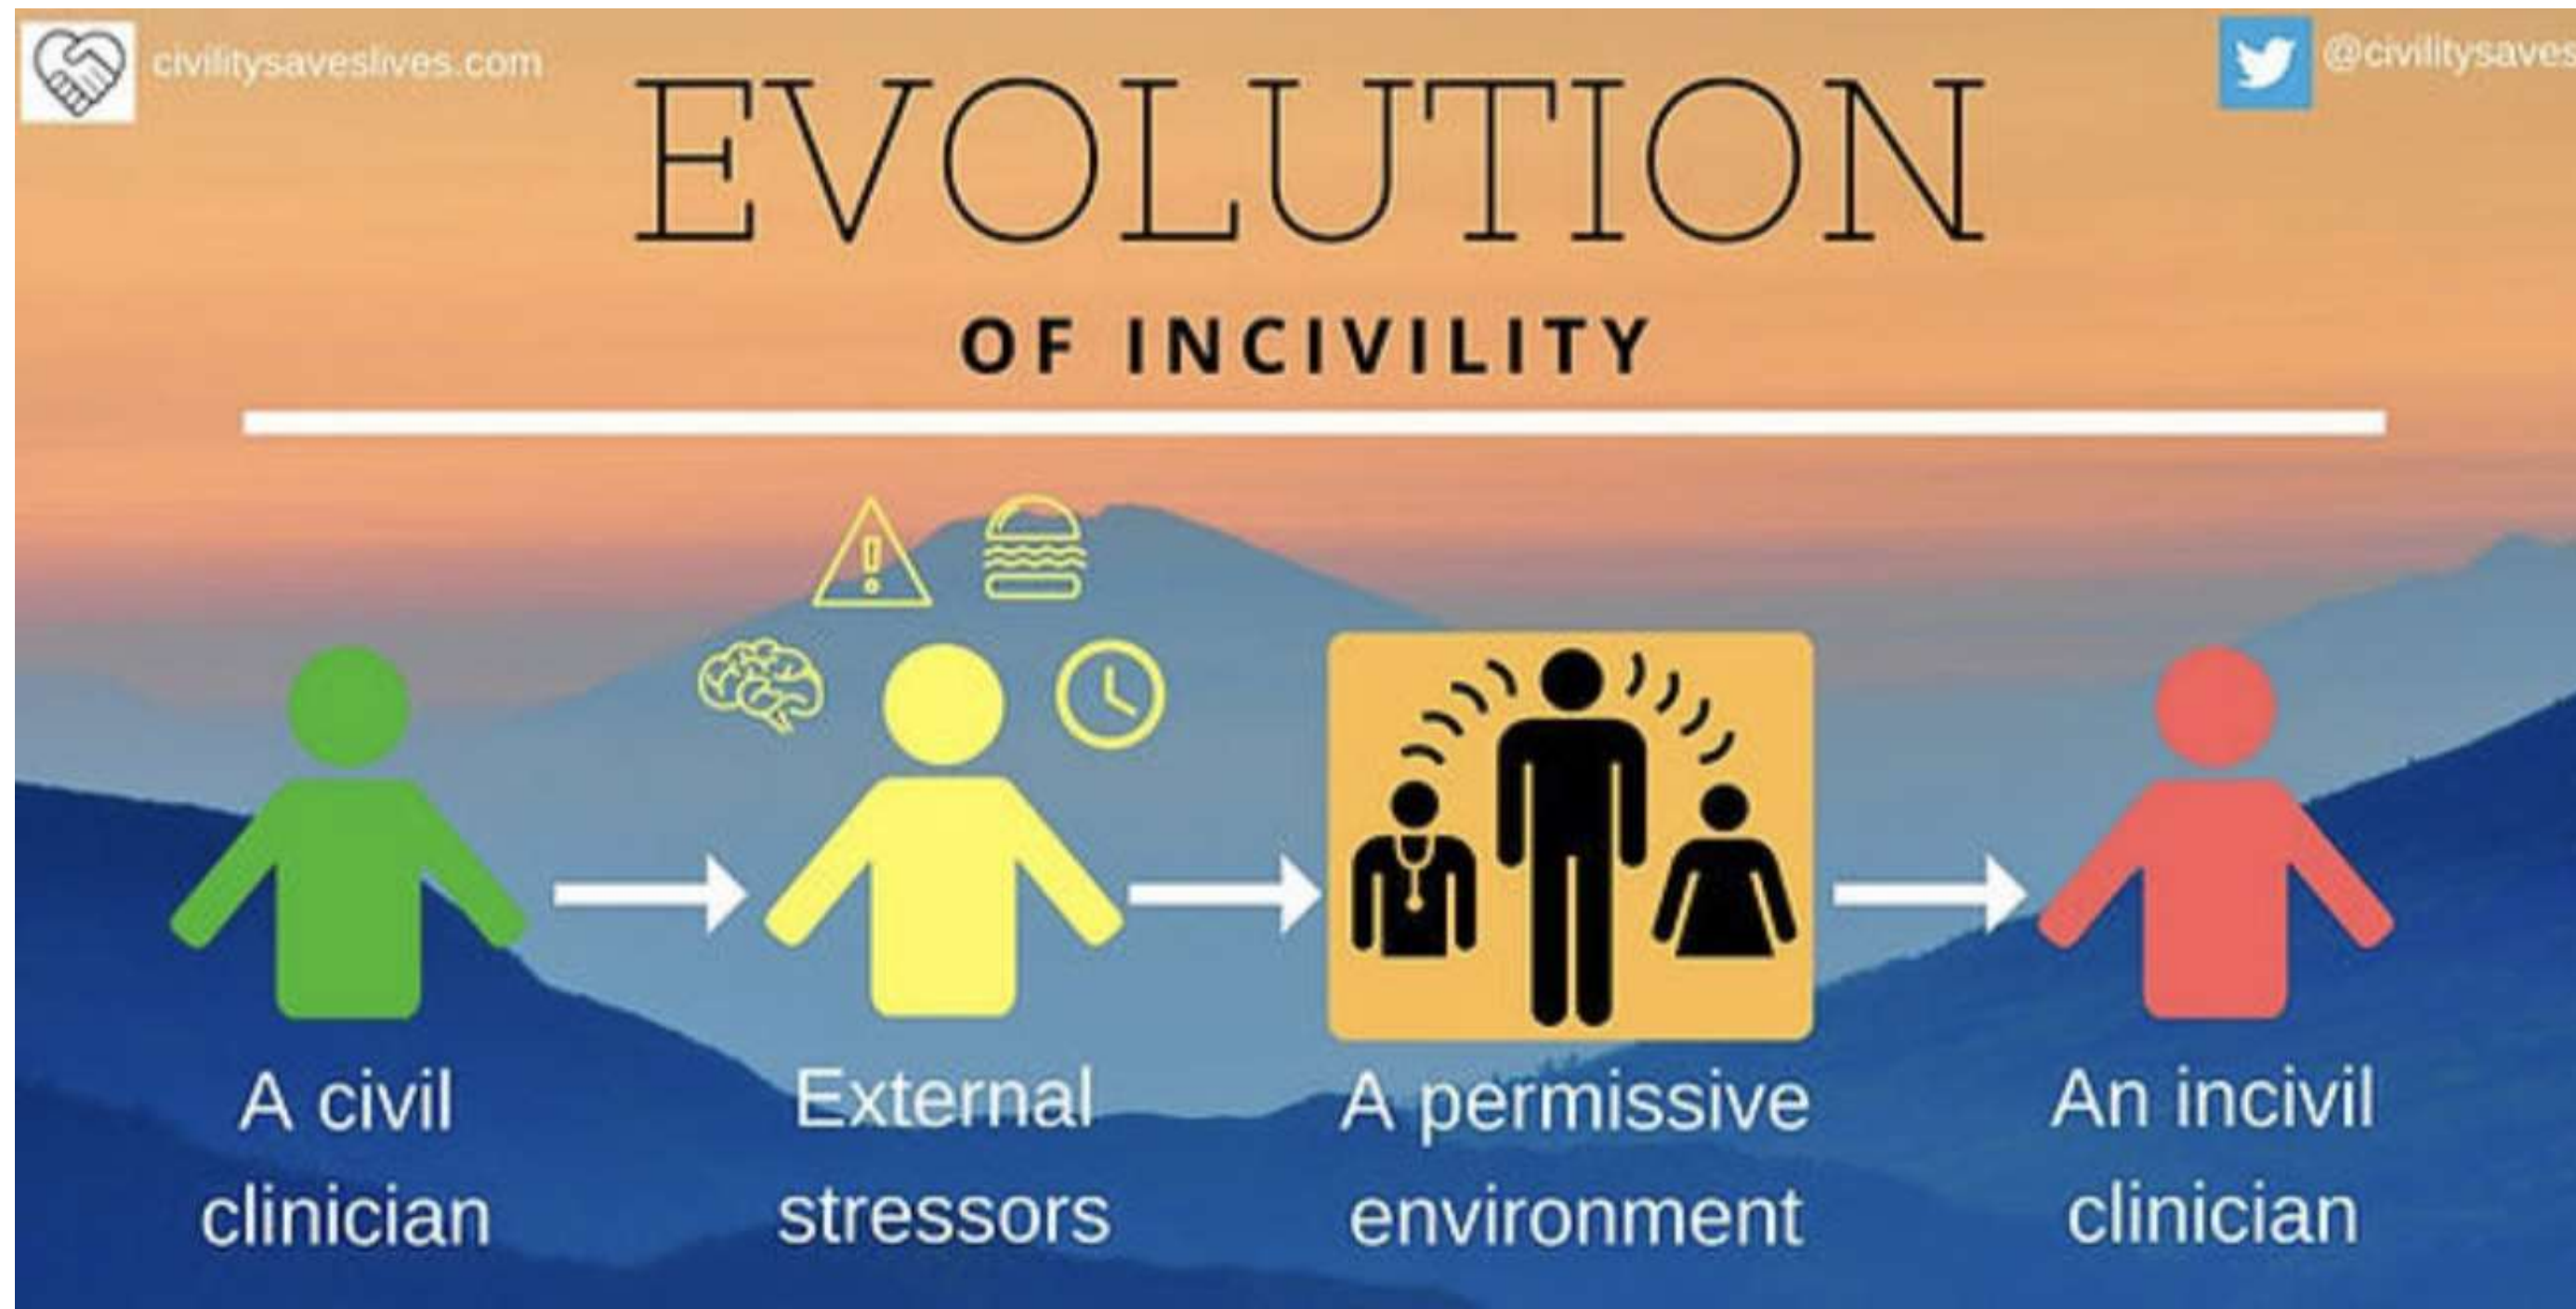 civilitysaveslives.com
@civilitysaves
EVOLUTION
OF INCIVILITY
A civil
clinician
External
stressors
A permissive
environment
An incivil
clinician